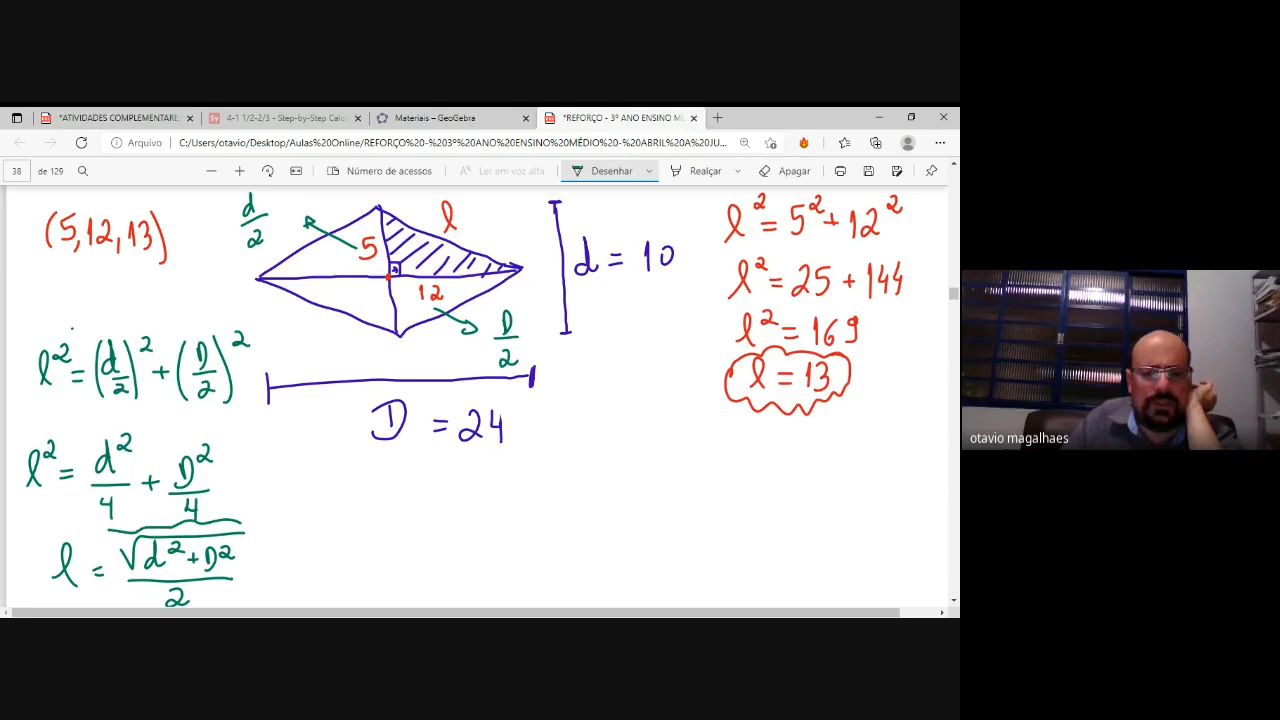 *ATIVIDADES COMPLEMENTARE
4-1 1/2-2/3 - Step-by-Step Calc
Materiais – GeoGebra
*REFORÇO - 3º ANO ENSINO MÉ
Arquivo
C:/Users/otavio/Desktop/Aulas%20Online/REFORÇO%20-%203º%20ANO%20ENSINO%20MÉDIO%20-%20ABRIL%20A%20JU...
38
de 129
Número de acessos
Ler em voz alta
Desenhar
Realçar
Apagar
(5,12,13)
d/2
5
l
12
D/2
d = 10
D = 24
l² = (d/2)² + (D/2)²
l² = d²/4 + D²/4
l = √(d² + D²)/2
l² = 5² + 12²
l² = 25 + 144
l² = 169
l = 13
otavio magalhaes